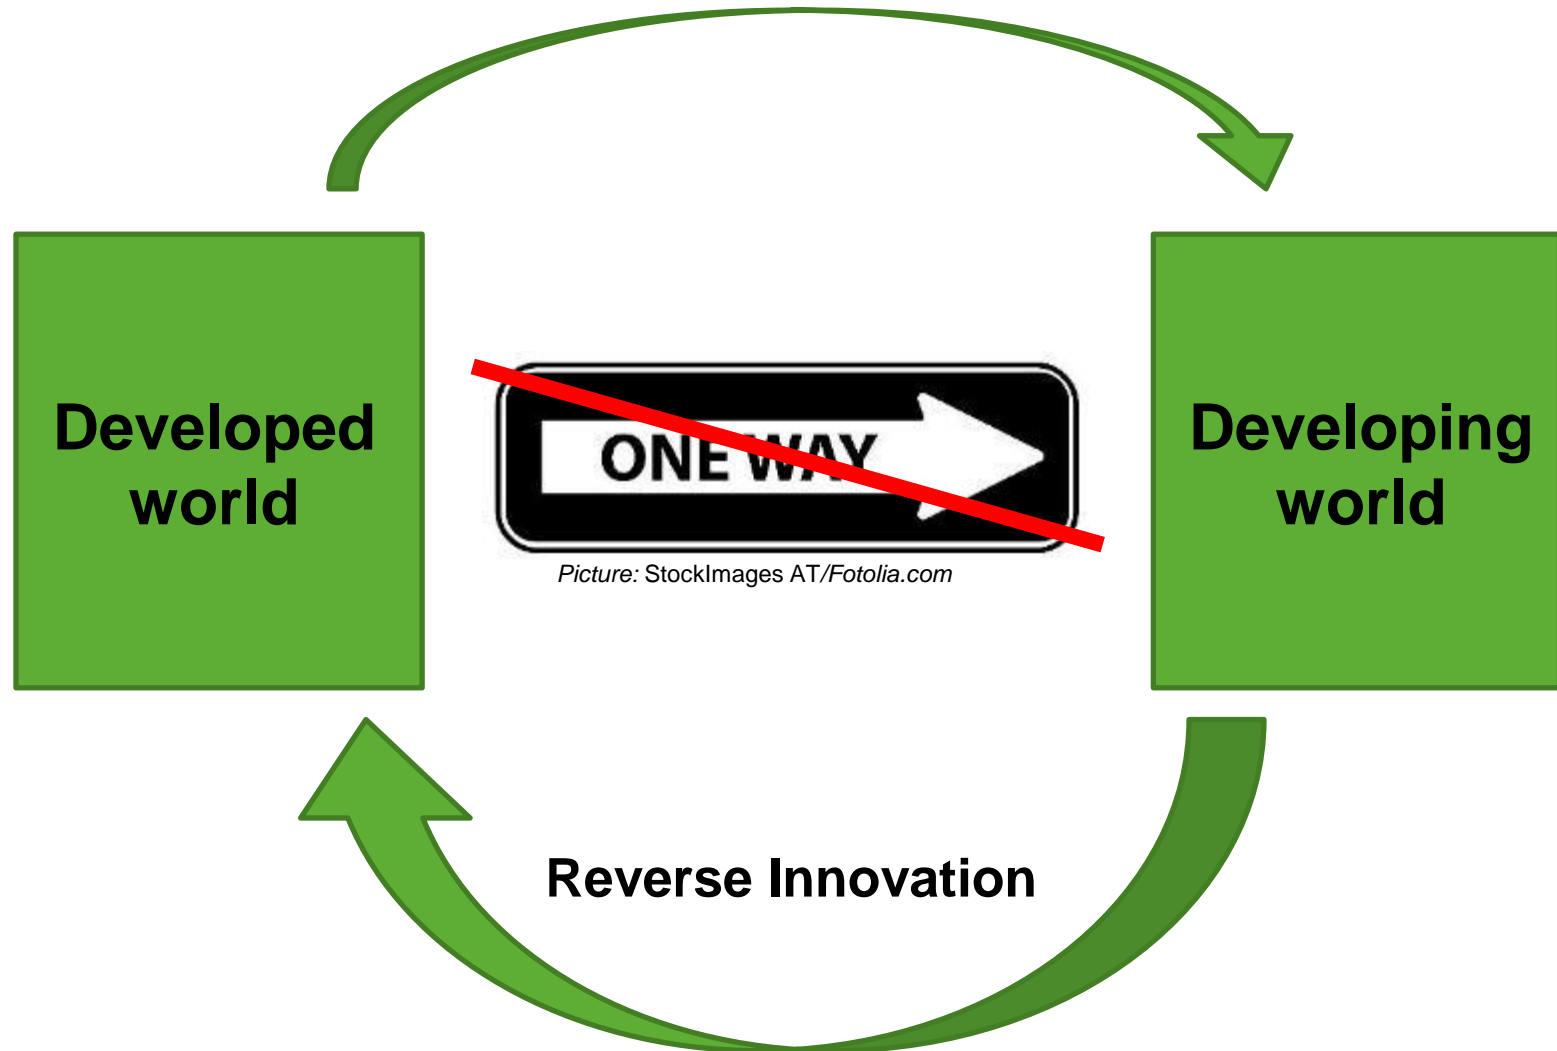 Developed
world
ONE WAY
Developing
world
Picture: StockImages AT/Fotolia.com
Reverse Innovation